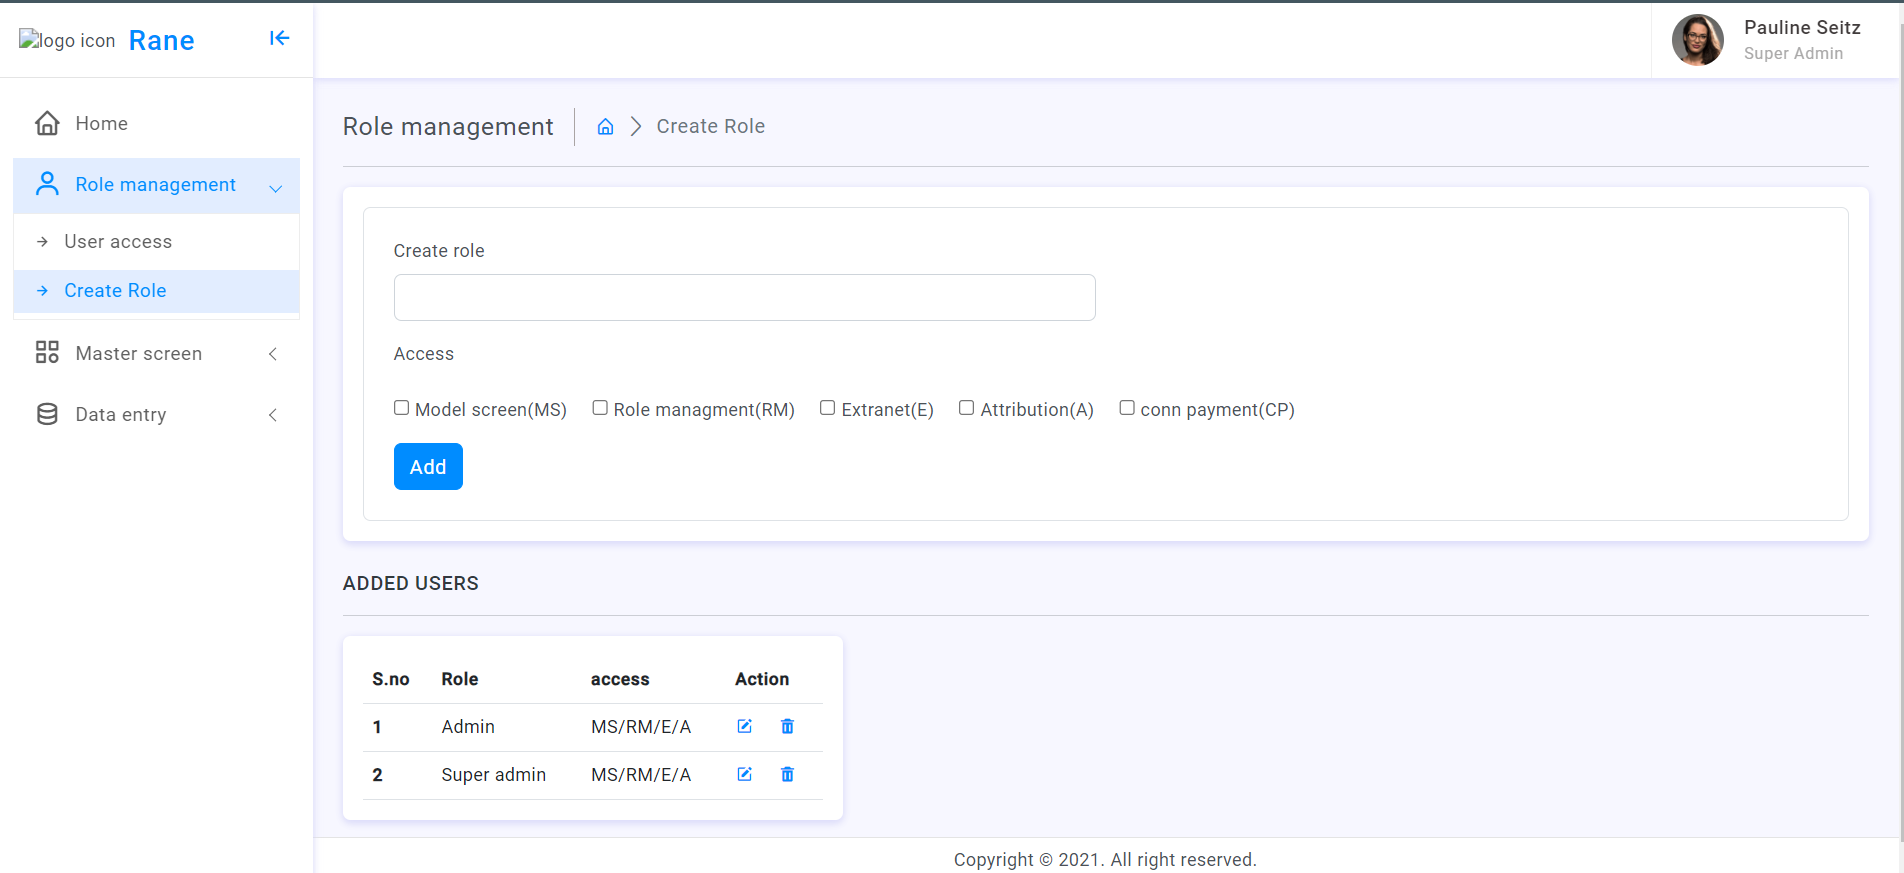 logo icon Rane
Pauline Seitz
Super Admin
Home
Role management
User access
Create Role
Master screen
Data entry
Role management
Create Role
Create role
Access
Model screen(MS) Role managment(RM) Extranet(E) Attribution(A) conn payment(CP)
Add
ADDED USERS
S.no Role access Action
1 Admin MS/RM/E/A
2 Super admin MS/RM/E/A
Copyright © 2021. All right reserved.